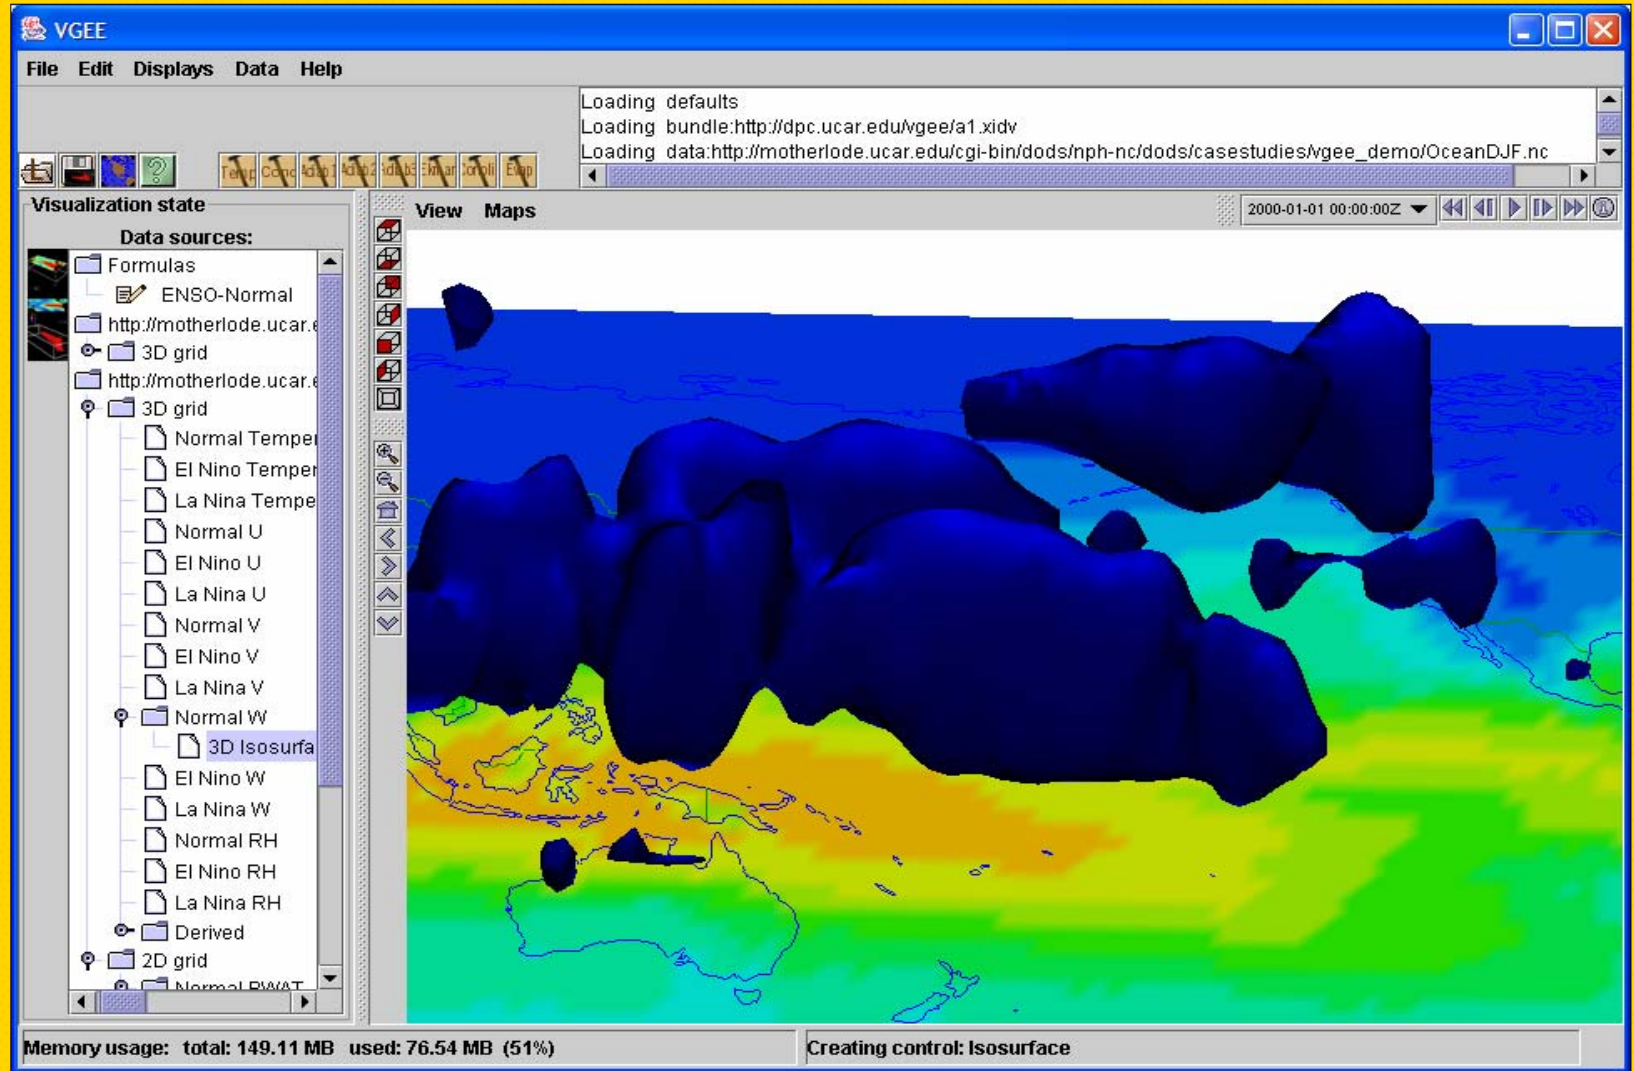 VGEE
File Edit Displays Data Help
Loading defaults
Loading bundle:http://dpc.ucar.edu/vgee/a1.xidv
Loading data:http://motherlode.ucar.edu/cgi-bin/dods/nph-nc/dods/casestudies/vgee_demo/OceanDJF.nc
Visualization state
View Maps
2000-01-01 00:00:00Z
Data sources:
Formulas
ENSO-Normal
http://motherlode.ucar.e
3D grid
http://motherlode.ucar.e
3D grid
Normal Temper
El Nino Temper
La Nina Tempe
Normal U
El Nino U
La Nina U
Normal V
El Nino V
La Nina V
Normal W
3D Isosurfa
El Nino W
La Nina W
Normal RH
El Nino RH
La Nina RH
Derived
2D grid
Normal PWAT
Memory usage: total: 149.11 MB used: 76.54 MB (51%)
Creating control: Isosurface